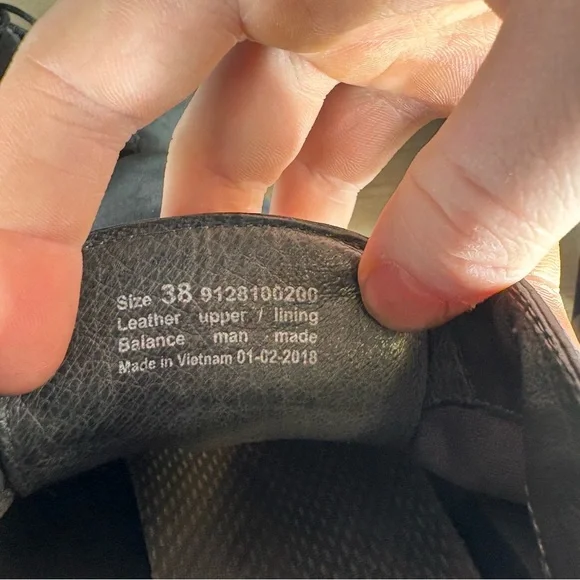 Size 38 9128100200
Leather upper / lining
Balance man made
Made in Vietnam 01-02-2018